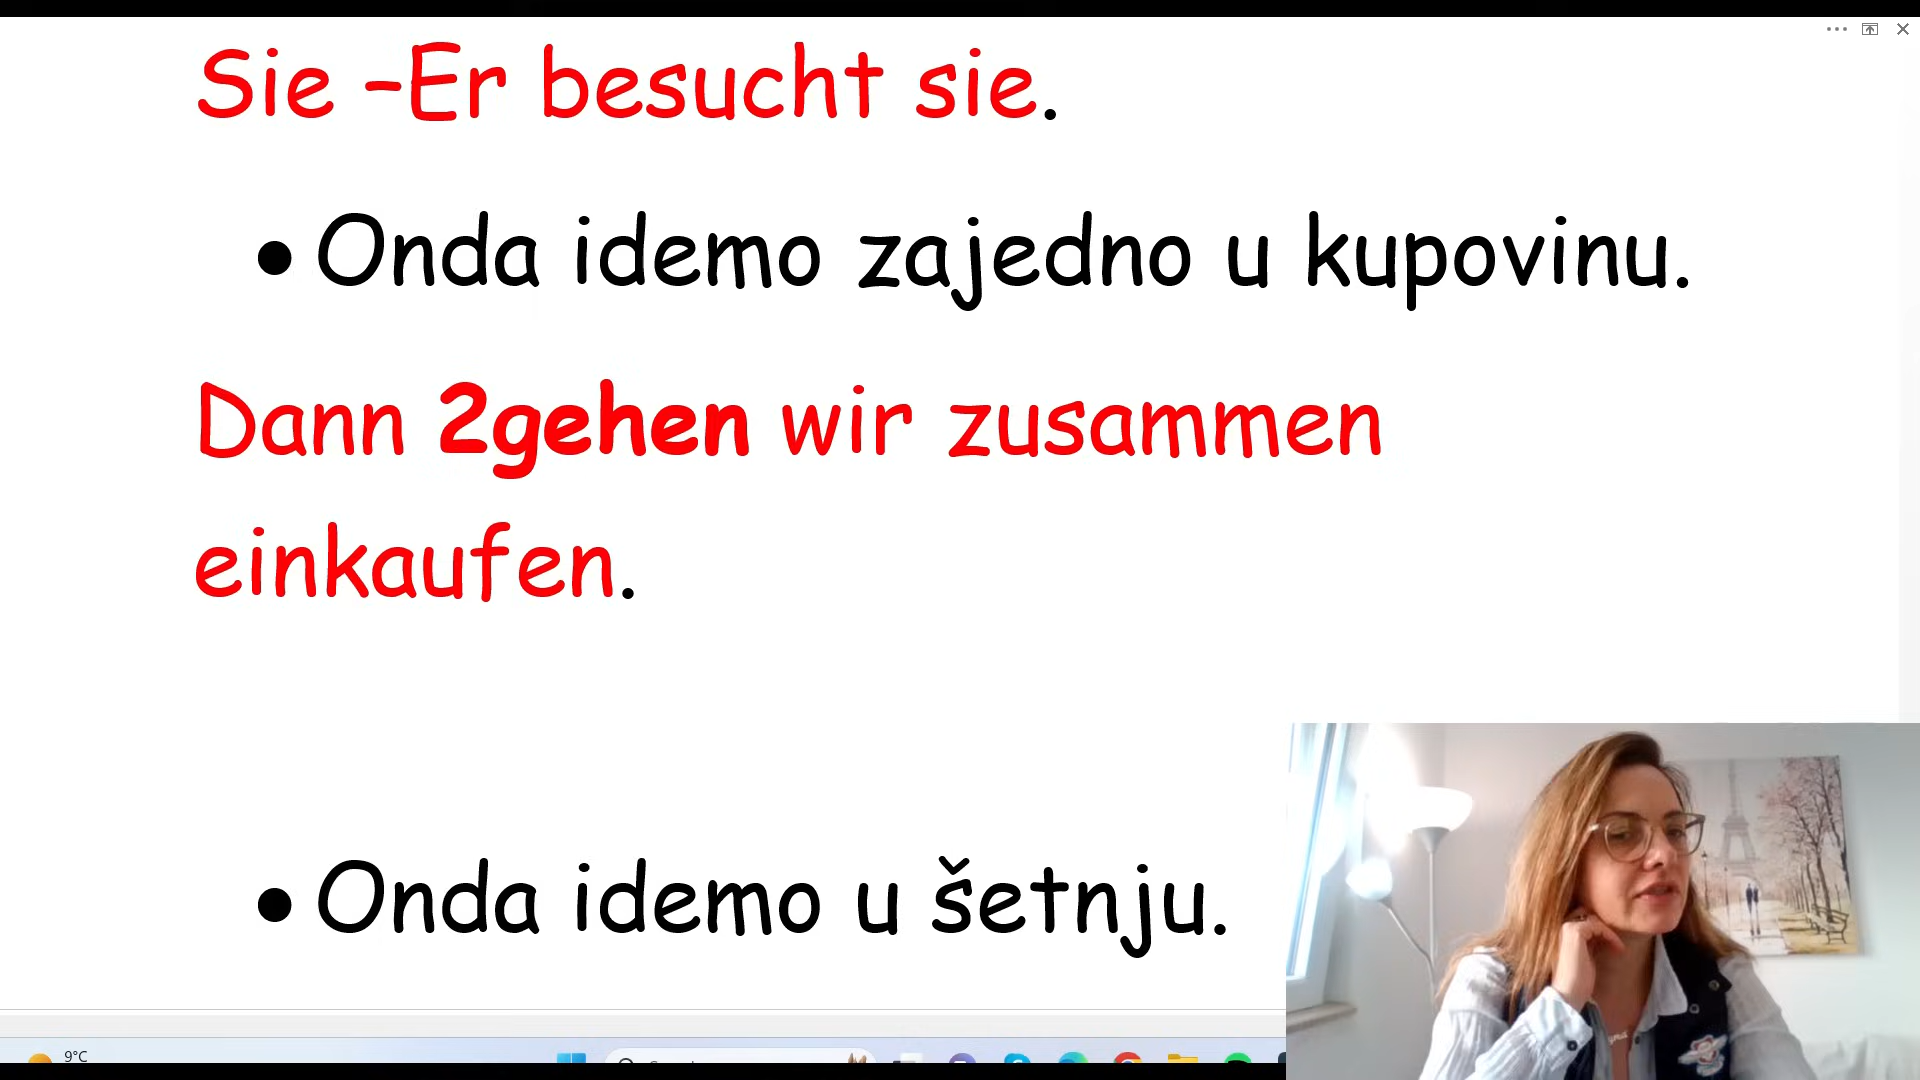 Sie –Er besucht sie.
• Onda idemo zajedno u kupovinu.
Dann 2gehen wir zusammen
einkaufen.
• Onda idemo u šetnju.
9°C